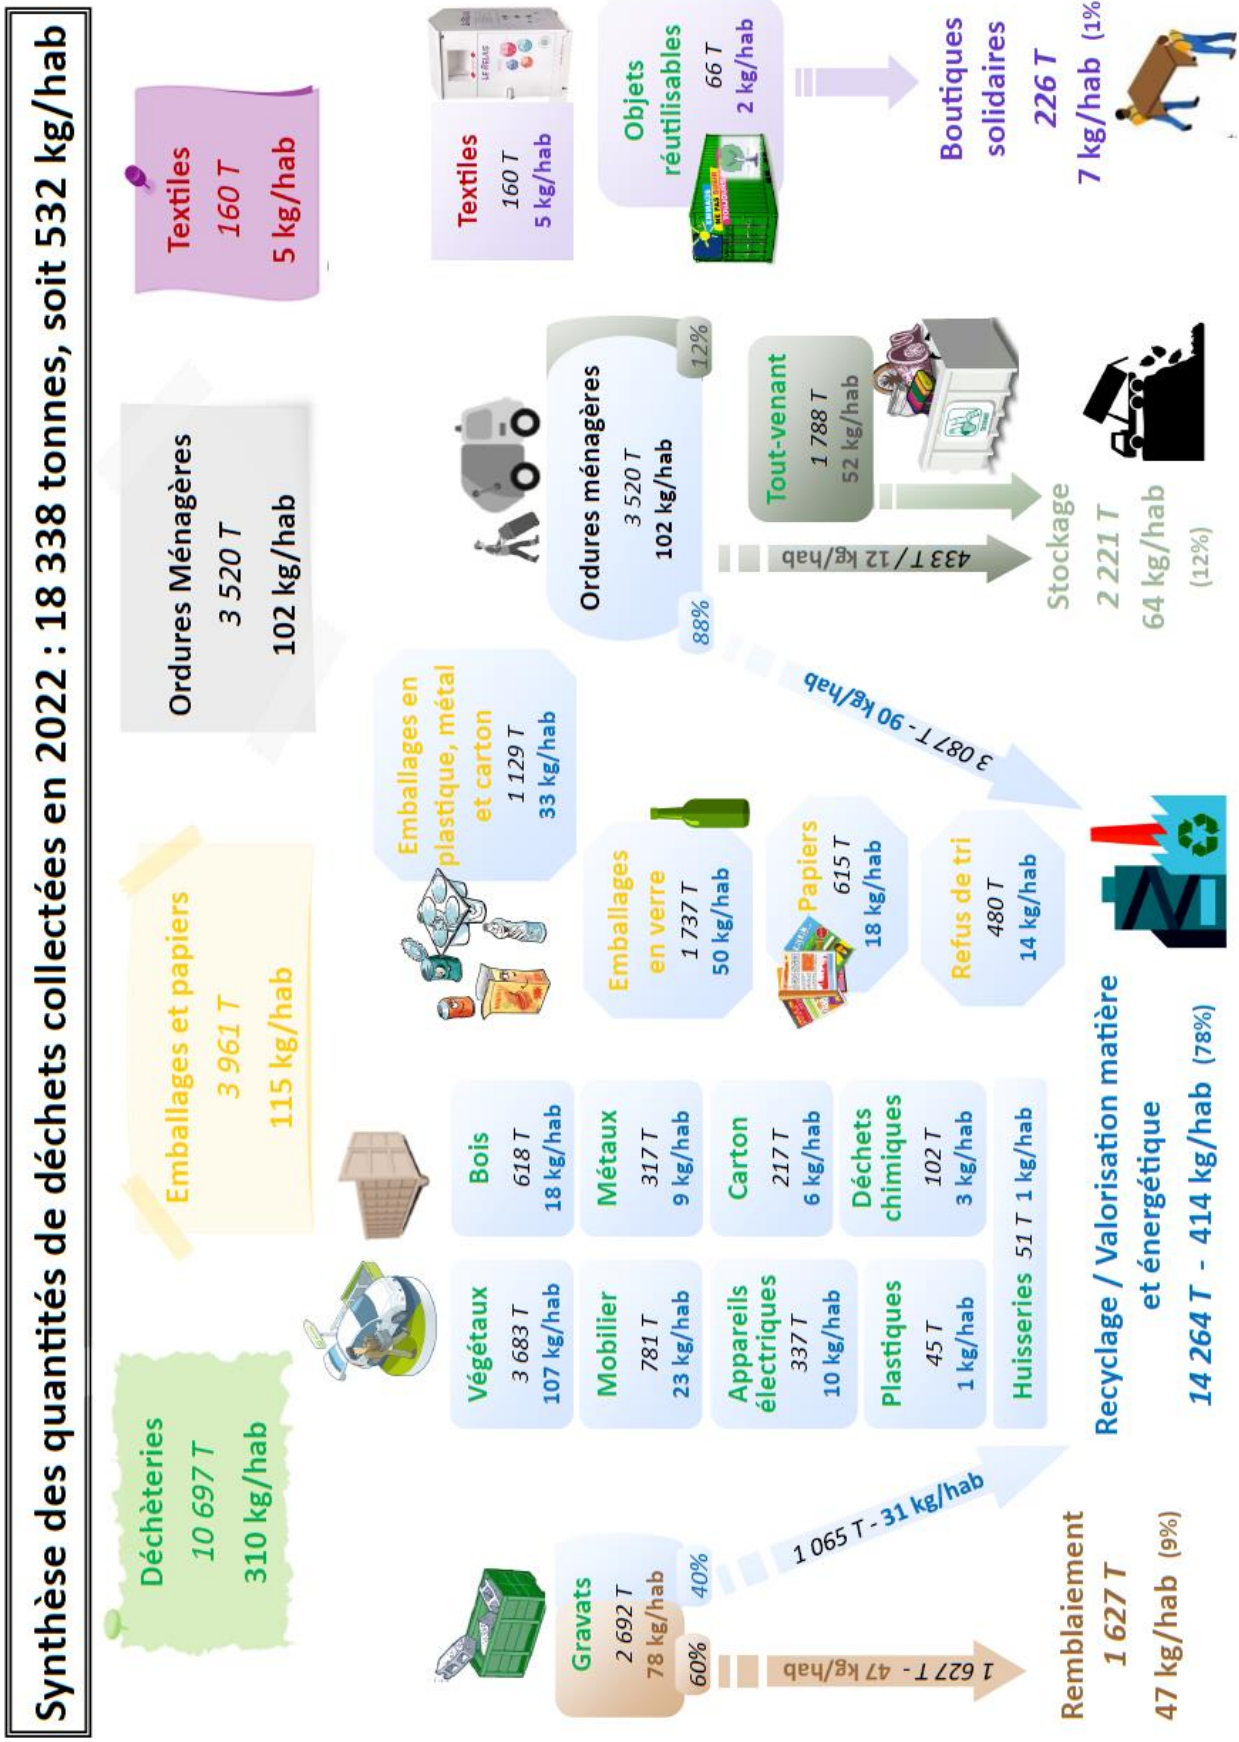 Synthèse des quantités de déchets collectées en 2022 : 18 338 tonnes, soit 532 kg/hab
Déchèteries
10 697 T
310 kg/hab
Emballages et papiers
3 961 T
115 kg/hab
Ordures Ménagères
3 520 T
102 kg/hab
Textiles
160 T
5 kg/hab
Gravats
2 692 T
78 kg/hab
60%
40%
1 627 T - 47 kg/hab
1 065 T - 31 kg/hab
Remblaiement
1 627 T
47 kg/hab (9%)
Végétaux
3 683 T
107 kg/hab
Bois
618 T
18 kg/hab
Mobilier
781 T
23 kg/hab
Métaux
317 T
9 kg/hab
Appareils
électriques
337 T
10 kg/hab
Carton
217 T
6 kg/hab
Plastiques
45 T
1 kg/hab
Déchets
chimiques
102 T
3 kg/hab
Huisseries 51 T 1 kg/hab
Emballages en
plastique, métal
et carton
1 129 T
33 kg/hab
Emballages
en verre
1 737 T
50 kg/hab
Papiers
615 T
18 kg/hab
Refus de tri
480 T
14 kg/hab
Recyclage / Valorisation matière
et énergétique
14 264 T - 414 kg/hab (78%)
Ordures ménagères
3 520 T
102 kg/hab
88%
12%
3 087 T - 90 kg/hab
433 T / 12 kg/hab
Tout-venant
1 788 T
52 kg/hab
Stockage
2 221 T
64 kg/hab
(12%)
Textiles
160 T
5 kg/hab
LE RELAIS
Objets
réutilisables
66 T
2 kg/hab
EMMAÜS
NE PAS SUBIR
TOUJOURS
Boutiques
solidaires
226 T
7 kg/hab (1%